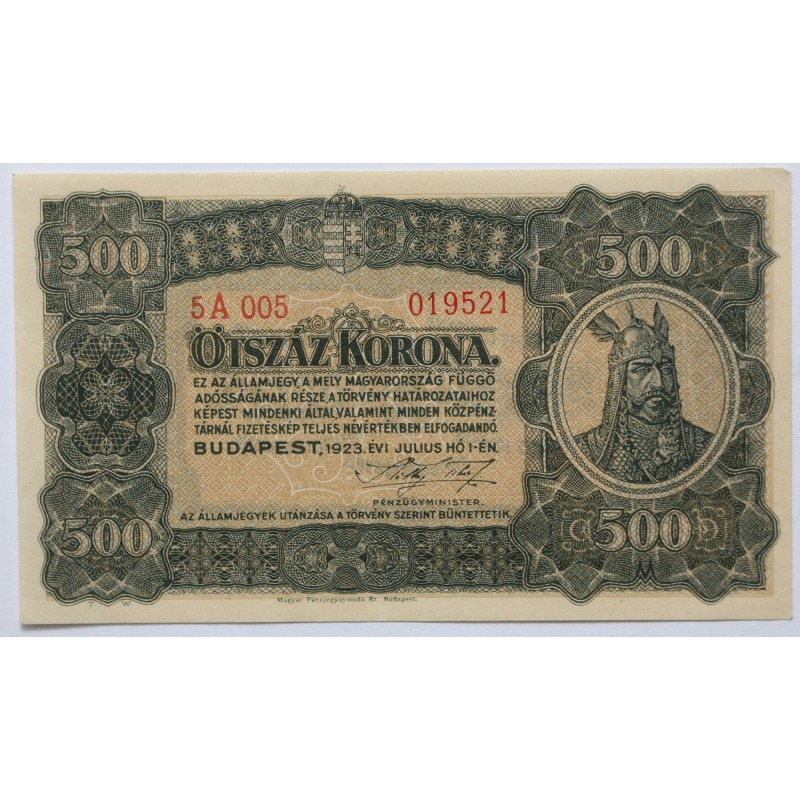 500 500
5 A 005 019521
ÖTSZÁZ KORONA.
EZ AZ ÁLLAMJEGY, A MELY MAGYARORSZÁG FÜGGŐ
ADÓSSÁGÁNAK RÉSZE, A TÖRVÉNY HATÁROZATAIHOZ
KÉPEST MINDENKI ÁLTAL, VALAMINT MINDEN KÖZPÉNZ-
TÁRNÁL FIZETÉSKÉP TELJES NÉVÉRTÉKBEN ELFOGADANDÓ.
BUDAPEST, 1923. ÉVI JULIUS HÓ 1-ÉN.
PÉNZÜGYMINISTER.
AZ ÁLLAMJEGYEK UTÁNZÁSA A TÖRVÉNY SZERINT BÜNTETTETIK.
500 500
T W.
Magyar Pénzjegynyomda Rt. Budapest.